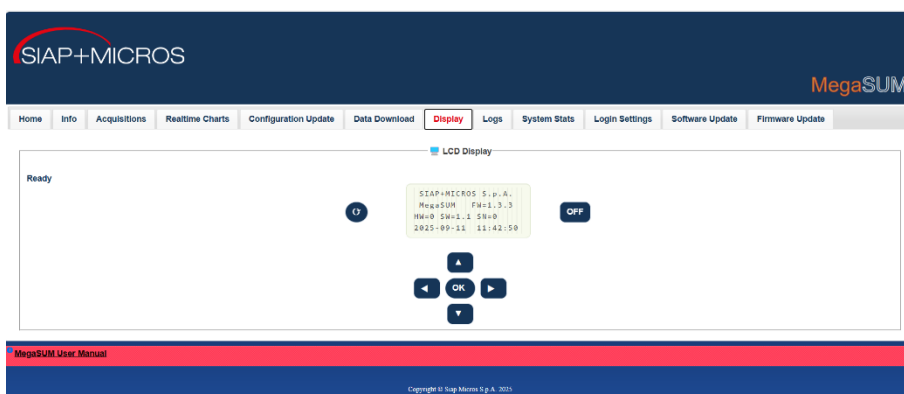 SIAP+MICROS
MegaSUM
Home Info Acquisitions Realtime Charts Configuration Update Data Download Display Logs System Stats Login Settings Software Update Firmware Update
LCD Display
Ready
SIAP+MICROS S.p.A.
MegaSUM FW=1.3.3
HW=0 SW=1.1 SN=0
2025-09-11 11:42:50
OFF
OK
MegaSUM User Manual
Copyright © Siap Micros S.p.A. 2025